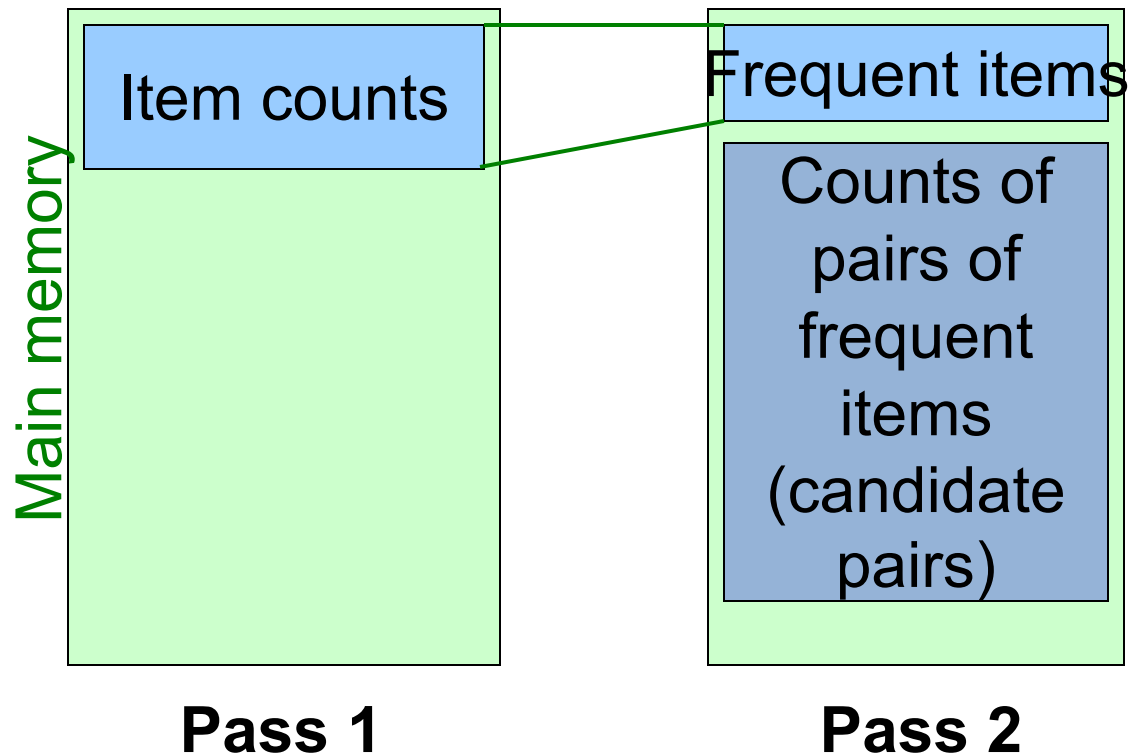 Main memory
Item counts
Frequent items
Counts of
pairs of
frequent
items
(candidate
pairs)
Pass 1
Pass 2